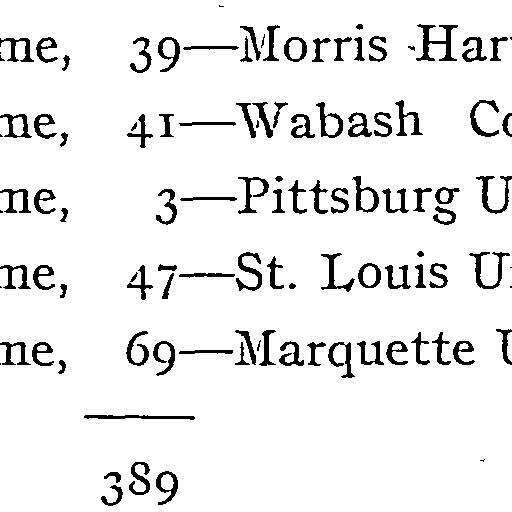 me, 39—Morris Har
me, 41—Wabash Co
me, 3—Pittsburg U
me, 47—St. Louis Un
me, 69—Marquette U
389